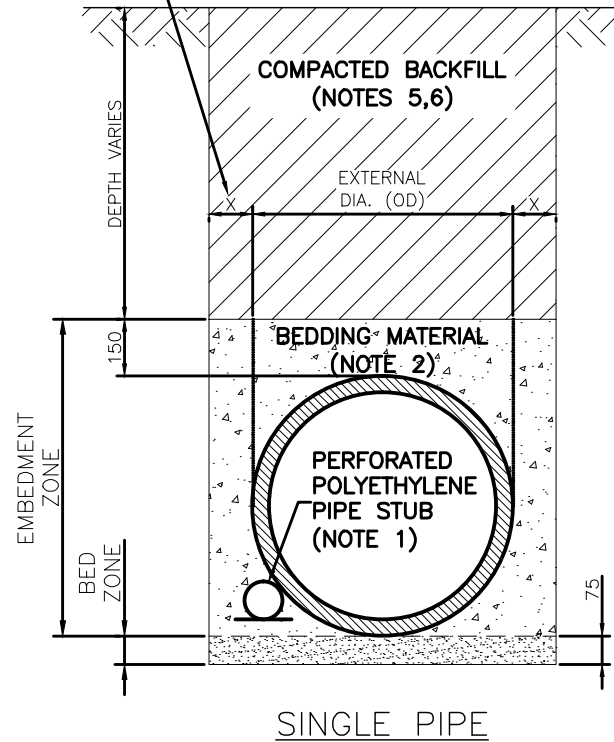 COMPACTED BACKFILL
(NOTES 5,6)
DEPTH VARIES
EXTERNAL
DIA. (OD)
X
X
150
BEDDING MATERIAL
(NOTE 2)
EMBEDMENT
ZONE
PERFORATED
POLYETHYLENE
PIPE STUB
(NOTE 1)
BED
ZONE
75
SINGLE PIPE